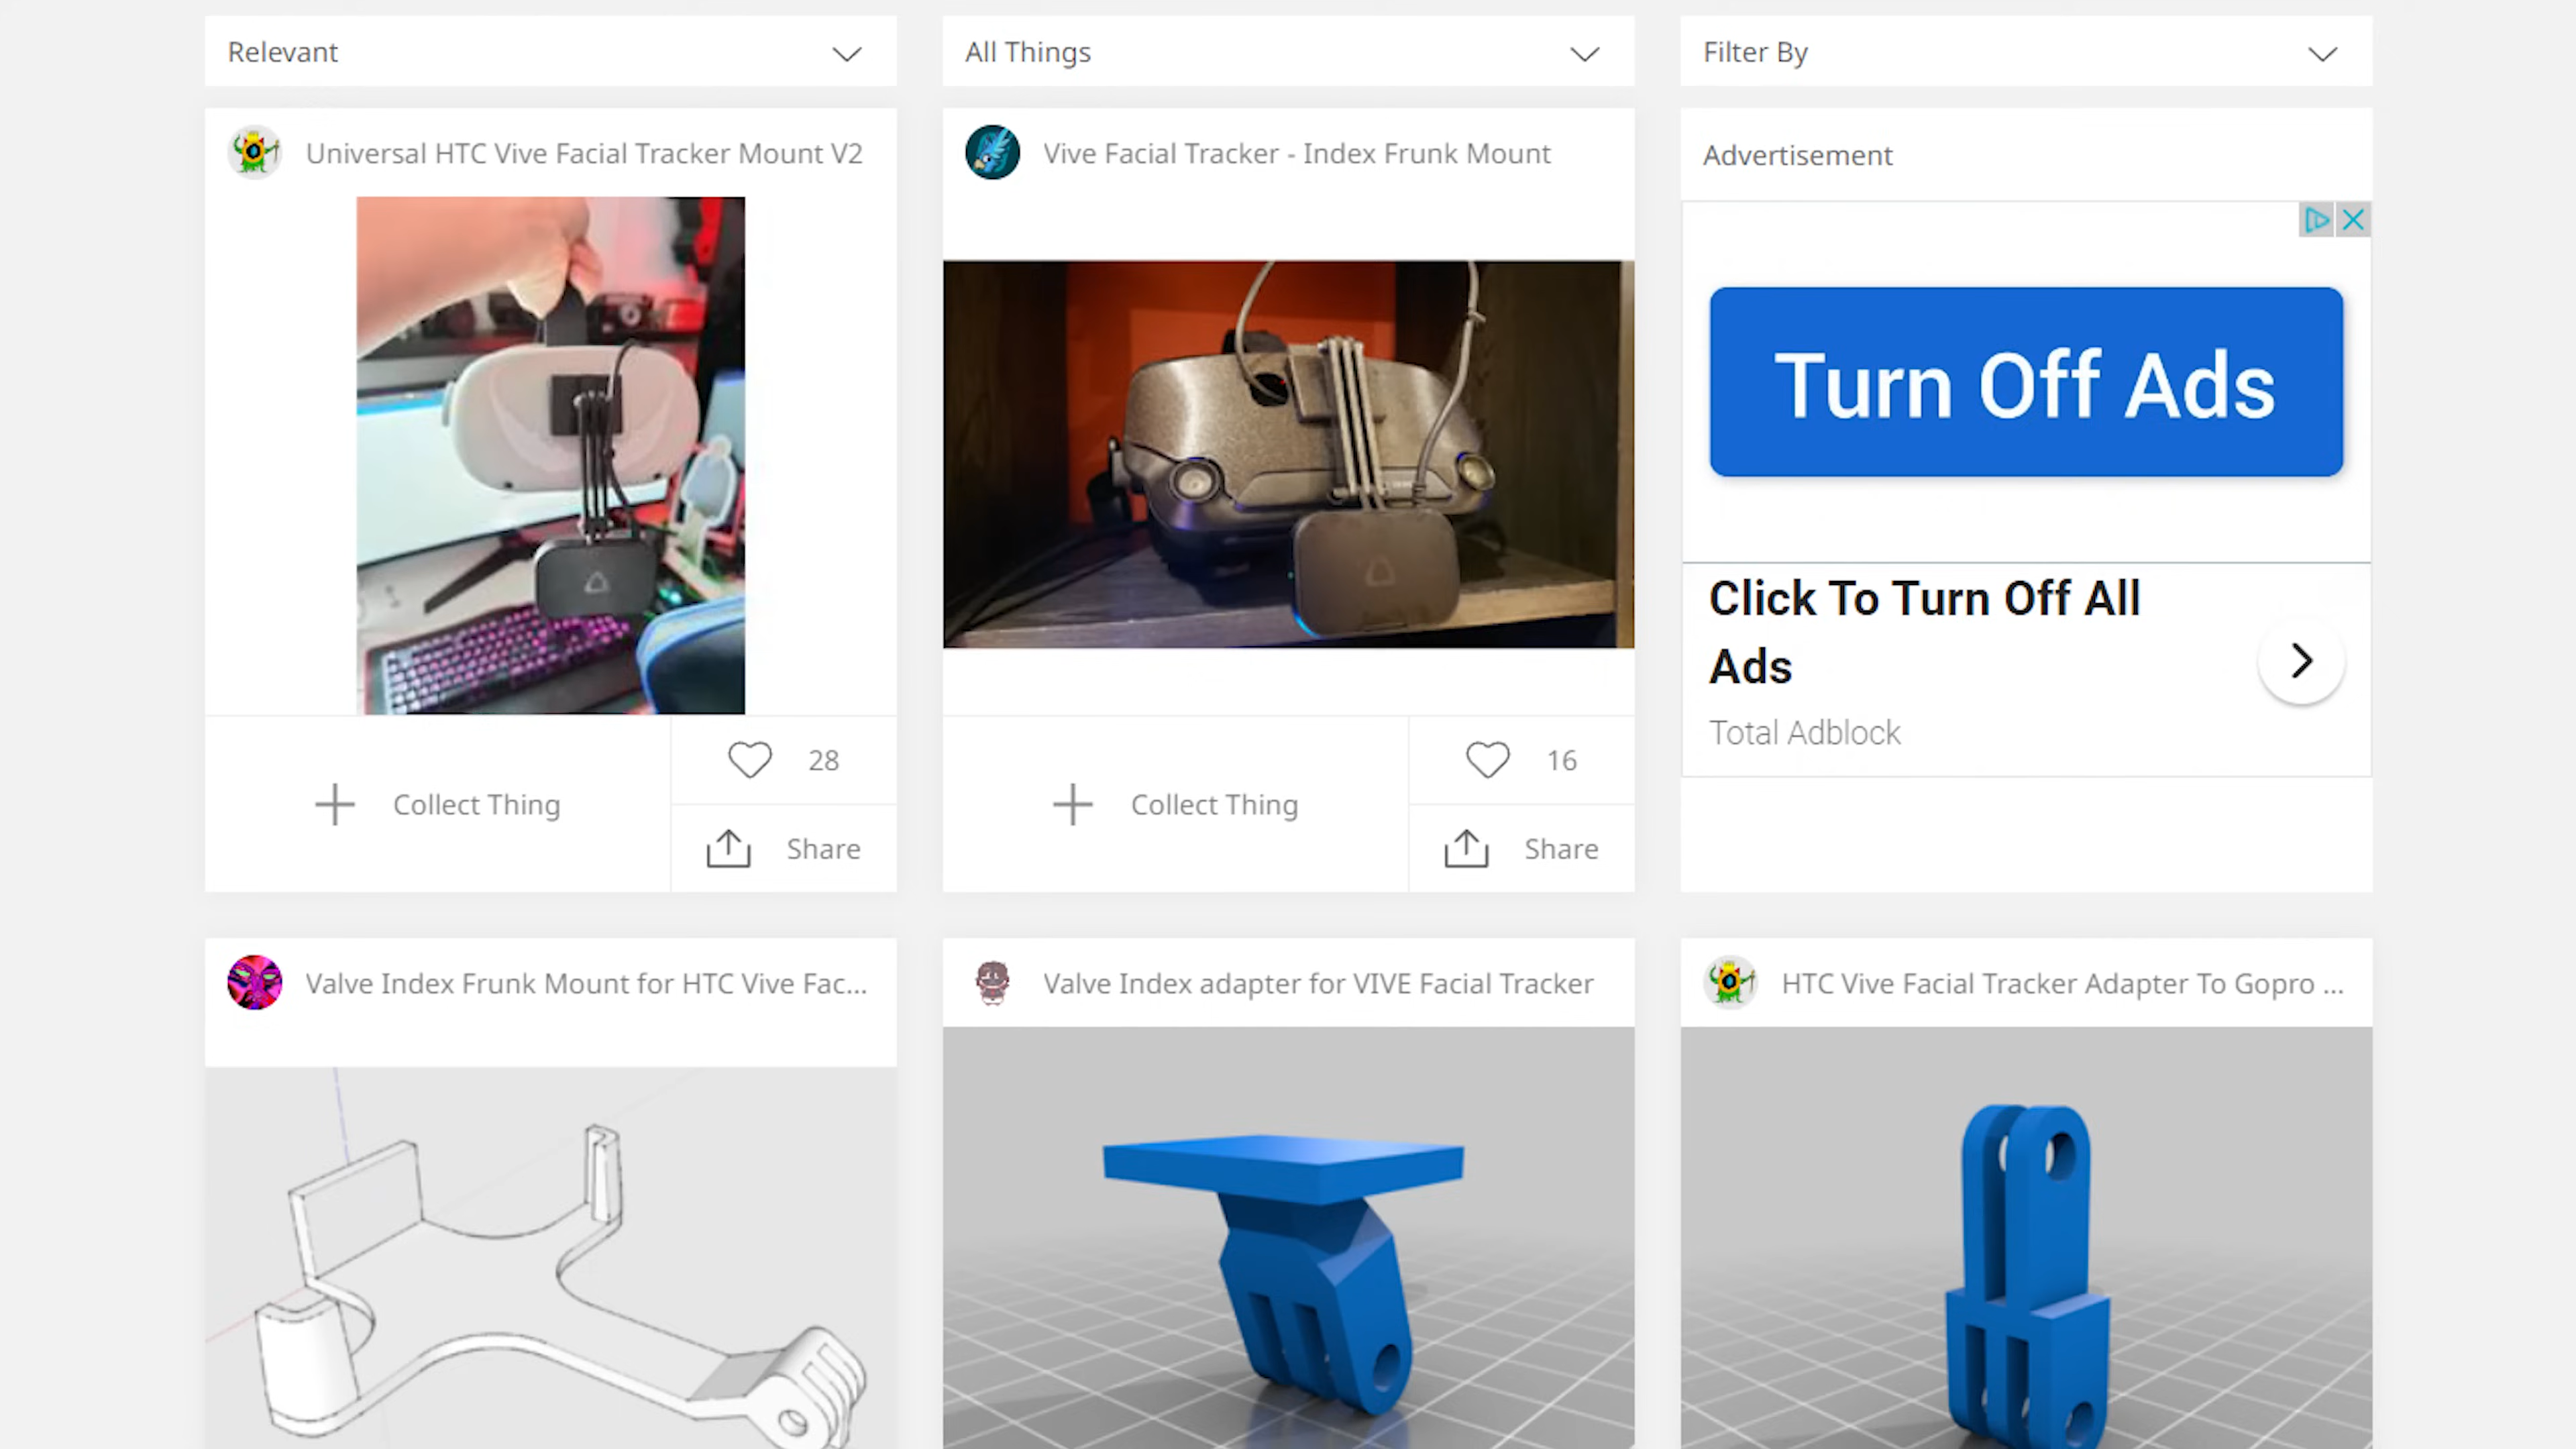 Relevant
All Things
Filter By
Universal HTC Vive Facial Tracker Mount V2
Vive Facial Tracker - Index Frunk Mount
Advertisement
Turn Off Ads
Click To Turn Off All
Ads
Total Adblock
28
Collect Thing
Share
16
Collect Thing
Share
Valve Index Frunk Mount for HTC Vive Fac...
Valve Index adapter for VIVE Facial Tracker
HTC Vive Facial Tracker Adapter To Gopro ...